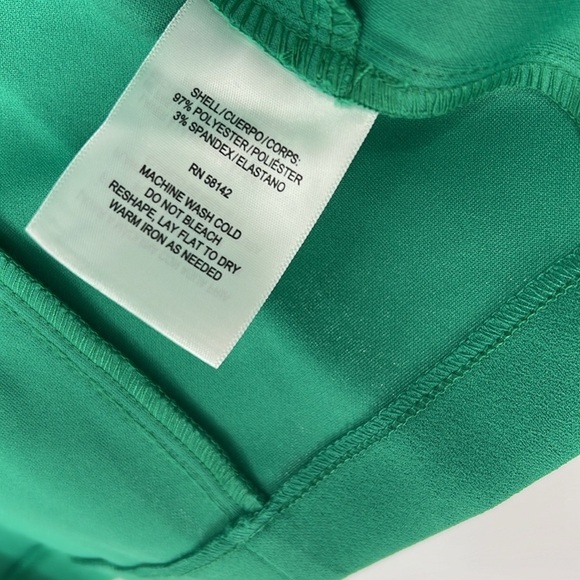 SHELL/CUERPO/CORPS:
97% POLYESTER/POLIÉSTER
3% SPANDEX/ELASTANO
RN 58142
MACHINE WASH COLD
DO NOT BLEACH
RESHAPE, LAY FLAT TO DRY
WARM IRON AS NEEDED